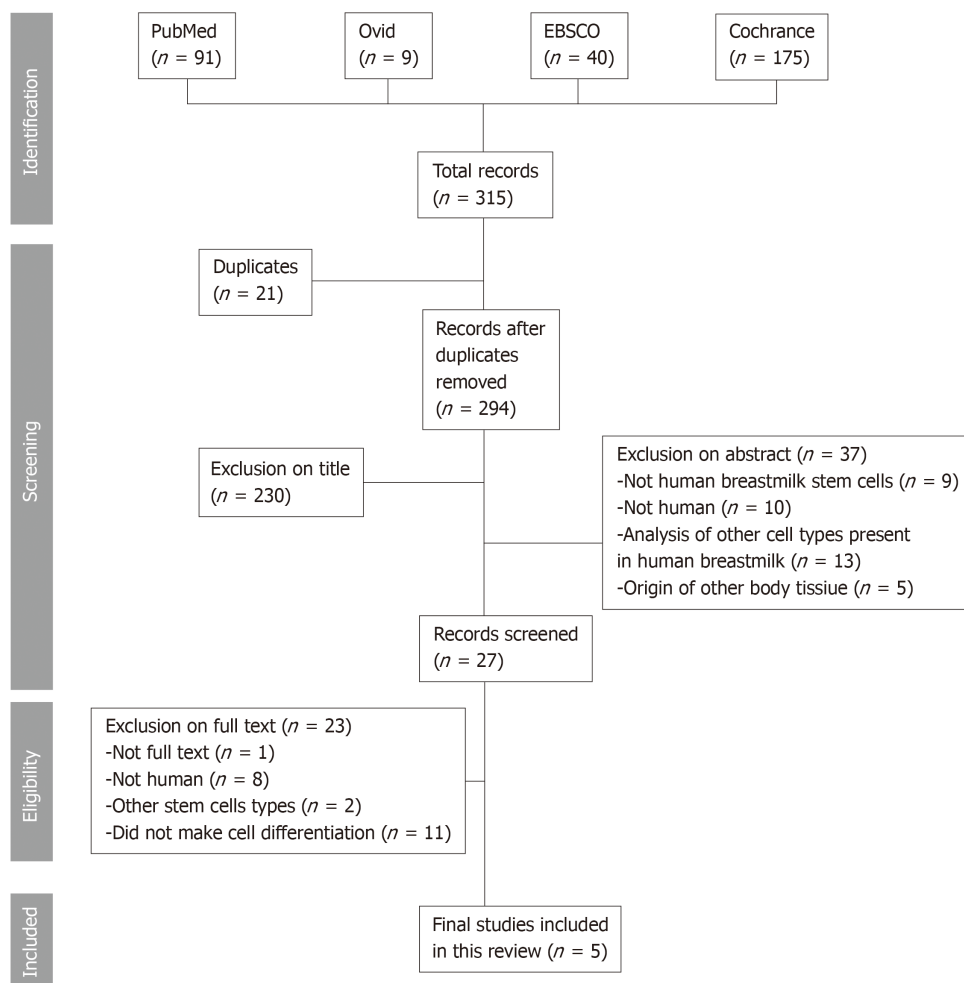 Identification
PubMed
(n = 91)
Ovid
(n = 9)
EBSCO
(n = 40)
Cochrance
(n = 175)
Total records
(n = 315)
Screening
Duplicates
(n = 21)
Records after
duplicates
removed
(n = 294)
Exclusion on title
(n = 230)
Exclusion on abstract (n = 37)
-Not human breastmilk stem cells (n = 9)
-Not human (n = 10)
-Analysis of other cell types present
in human breastmilk (n = 13)
-Origin of other body tissiue (n = 5)
Records screened
(n = 27)
Eligibility
Exclusion on full text (n = 23)
-Not full text (n = 1)
-Not human (n = 8)
-Other stem cells types (n = 2)
-Did not make cell differentiation (n = 11)
Included
Final studies included
in this review (n = 5)